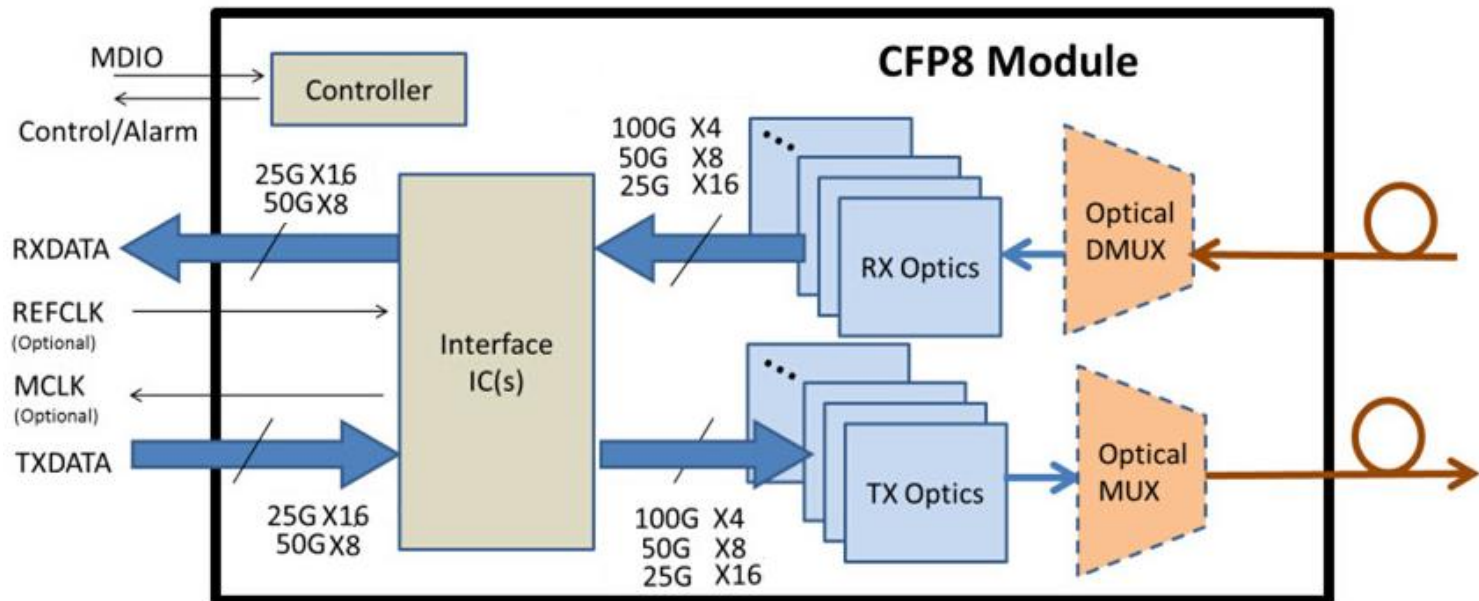 CFP8 Module
MDIO
Controller
Control/Alarm
25G X16
50G X8
100G X4
50G X8
25G X16
RXDATA
REFCLK
(Optional)
MCLK
(Optional)
TXDATA
Interface
IC(s)
RX Optics
Optical
DMUX
TX Optics
Optical
MUX
25G X16
50G X8
100G X4
50G X8
25G X16